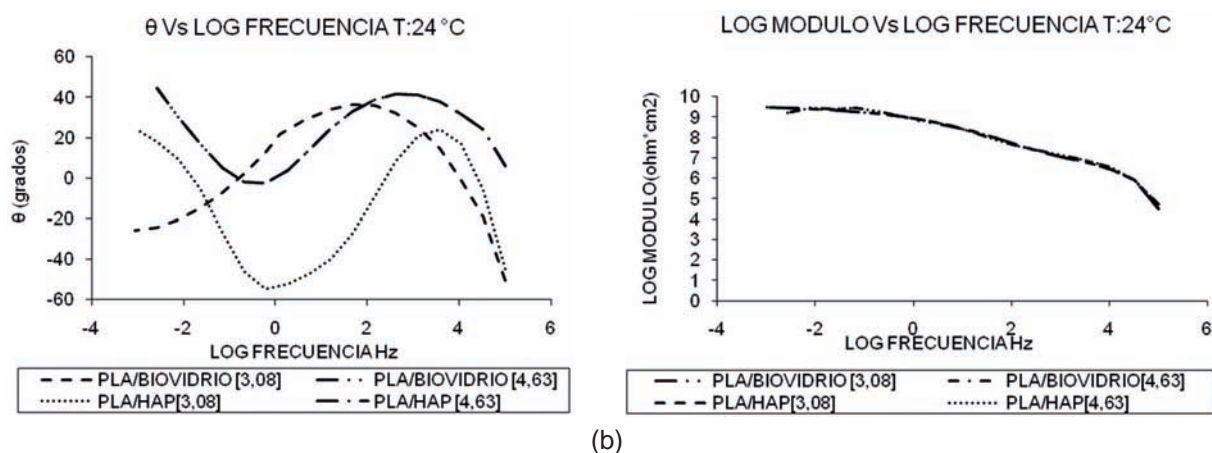 θ Vs LOG FRECUENCIA T:24 °C
60
40
20
0
-20
-40
-60
θ (grados)
-4
-2
0
2
4
6
LOG FRECUENCIA Hz
PLA/BIOVIDRIO [3,08]
PLA/BIOVIDRIO [4,63]
PLA/HAP[3,08]
PLA/HAP[4,63]
LOG MODULO Vs LOG FRECUENCIA T:24°C
10
9
8
7
6
5
4
3
2
1
0
LOG MODULO(ohm*cm2)
-4
-2
0
2
4
6
LOG FRECUENCIA Hz
PLA/BIOVIDRIO [3,08]
PLA/BIOVIDRIO[4,63]
PLA/HAP[3,08]
PLA/HAP[4,63]
(b)